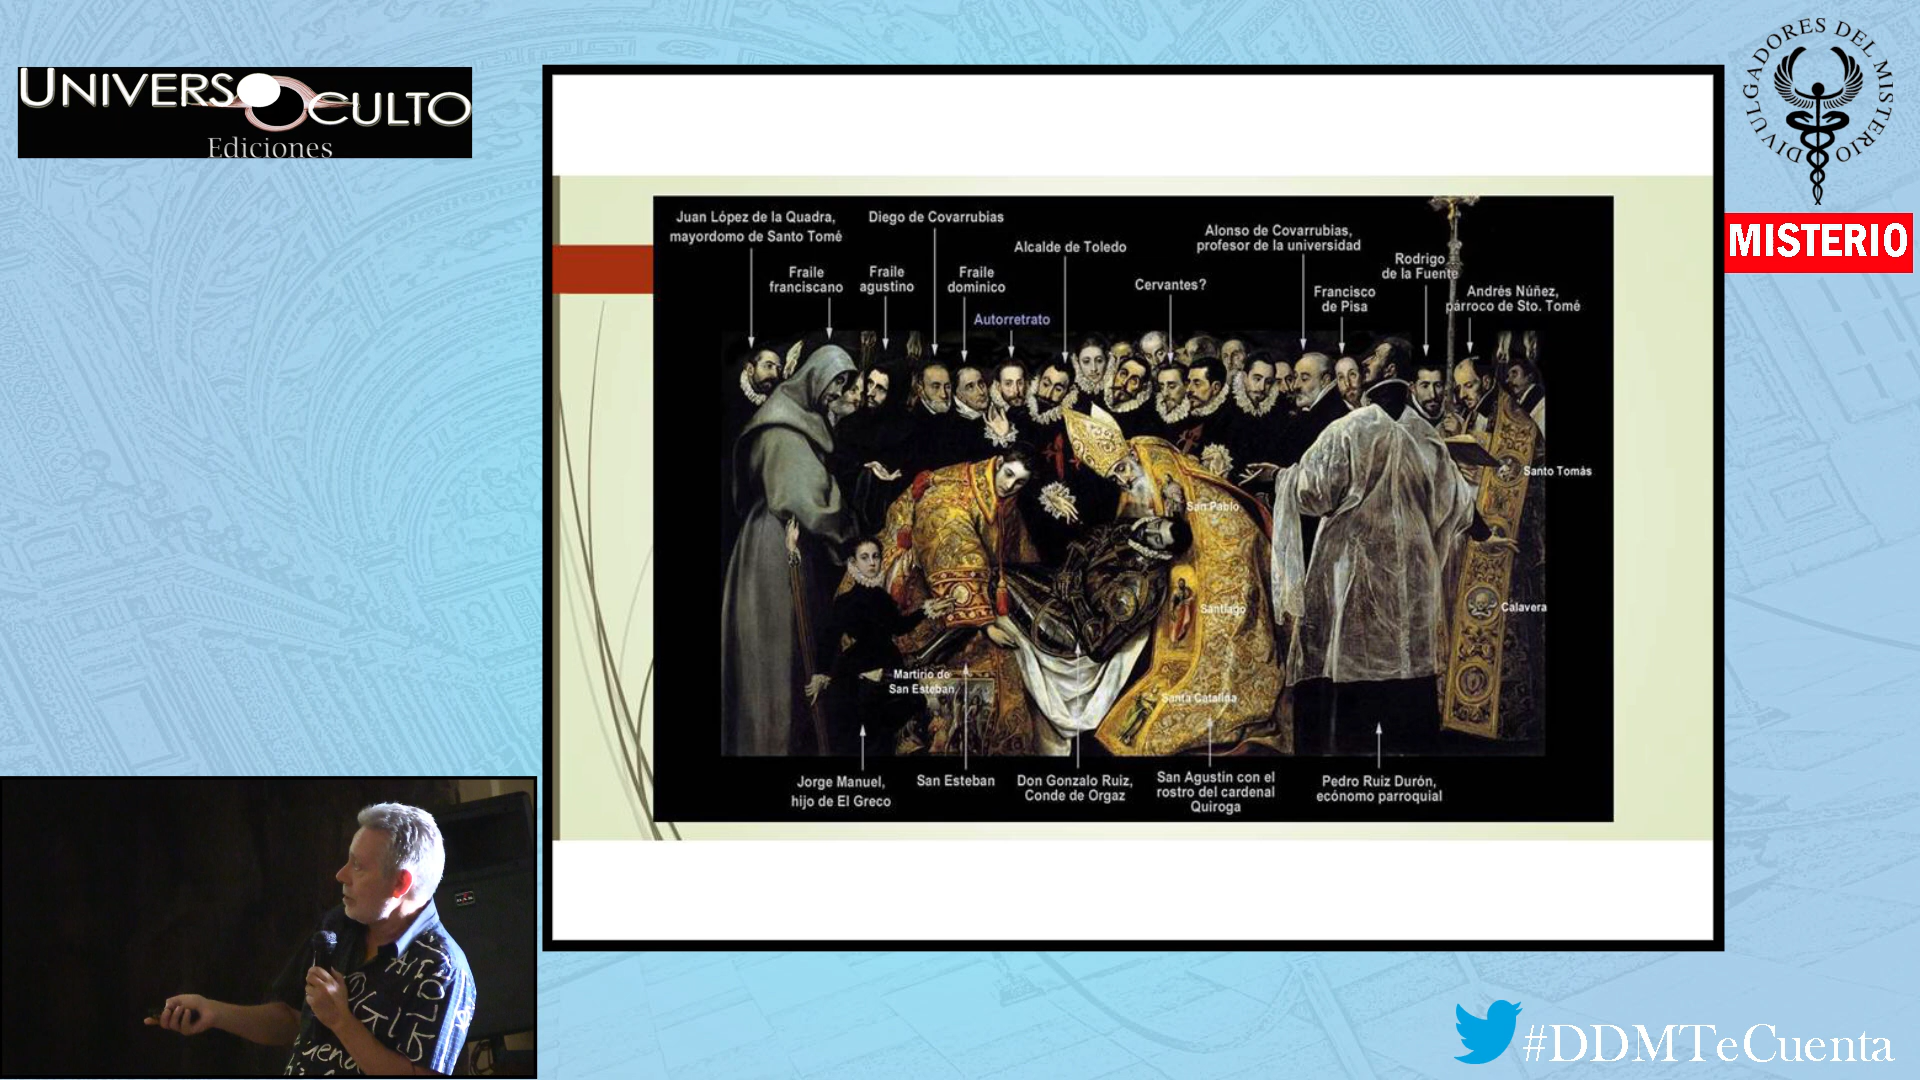 UNIVERSO OCULTO
Ediciones
DIVULGADORES DEL MISTERIO
MISTERIO
Juan López de la Quadra,
mayordomo de Santo Tomé
Diego de Covarrubias
Alcalde de Toledo
Alonso de Covarrubias,
profesor de la universidad
Rodrigo
de la Fuente
Fraile
franciscano
Fraile
agustino
Fraile
dominico
Cervantes?
Francisco
de Pisa
Andrés Núñez,
párroco de Sto. Tomé
Autorretrato
Santo Tomás
San Pablo
Santiago
Calavera
Martirio de
San Esteban
Santa Catalina
Jorge Manuel,
hijo de El Greco
San Esteban
Don Gonzalo Ruiz,
Conde de Orgaz
San Agustín con el
rostro del cardenal
Quiroga
Pedro Ruiz Durón,
ecónomo parroquial
#DDMTeCuenta